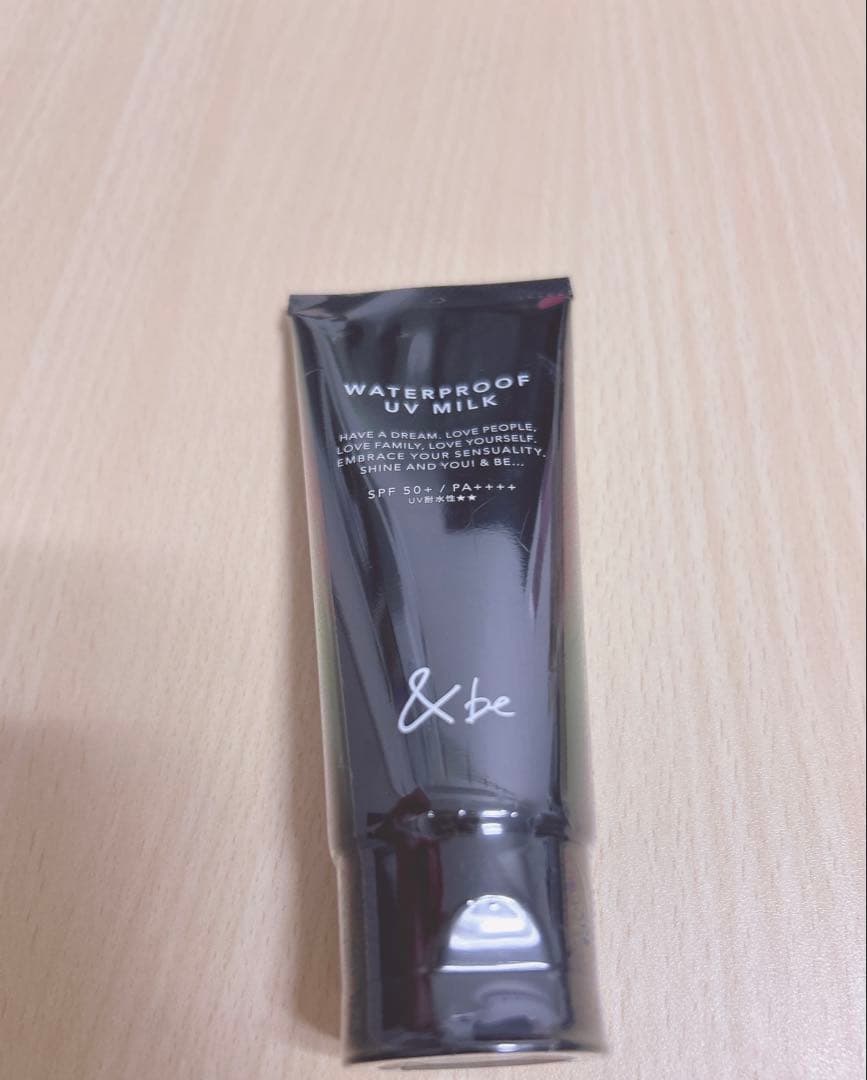 WATERPROOF
UV MILK
HAVE A DREAM. LOVE PEOPLE,
LOVE FAMILY, LOVE YOURSELF.
EMBRACE YOUR SENSUALITY.
SHINE AND YOU! & BE...
SPF 50+ / PA++++
UV耐水性★★
&be